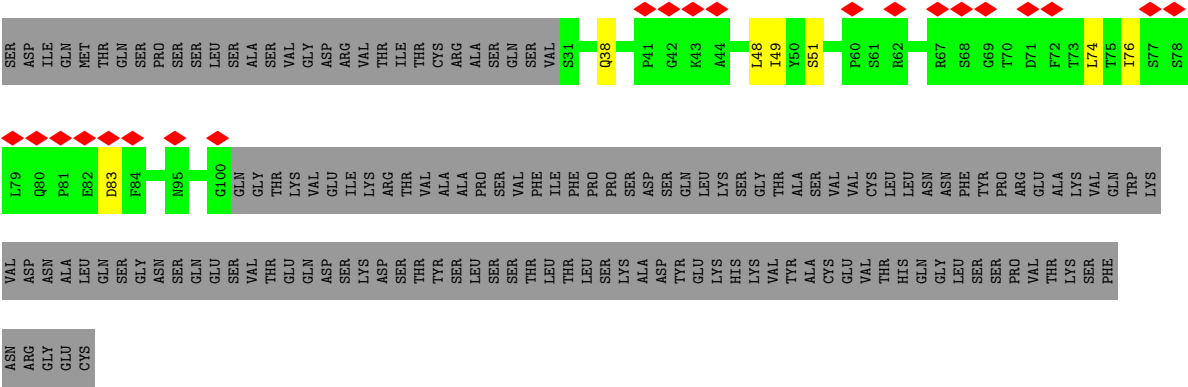 SER ASP ILE GLN MET THR GLN SER PRO SER SER LEU SER ALA SER VAL GLY ASP ARG VAL THR ILE THR CYS ARG ALA SER GLN SER VAL S31 Q38 P41 G42 K43 A44 L48 I49 Y50 S51 P60 S61 R62 R67 S68 G69 T70 D71 F72 T73 L74 T75 I76 S77 S78
L79 Q80 P81 E82 D83 F84 N95 G100 GLN GLY THR LYS VAL GLU ILE LYS ARG THR VAL ALA ALA PRO SER VAL PHE ILE PHE PRO PRO SER ASP SER GLN LEU LYS SER GLY THR ALA SER VAL VAL CYS LEU LEU ASN ASN PHE TYR PRO ARG GLU ALA LYS VAL GLN TRP LYS
VAL ASP ASN ALA LEU GLN SER GLY ASN SER GLN GLU SER VAL THR GLU GLN ASP SER LYS ASP SER THR TYR SER LEU SER SER THR LEU THR LEU SER LYS ALA ASP TYR GLU LYS HIS LYS VAL TYR ALA CYS GLU VAL THR HIS GLN GLY LEU SER SER PRO VAL THR LYS SER PHE
ASN ARG GLY GLU CYS